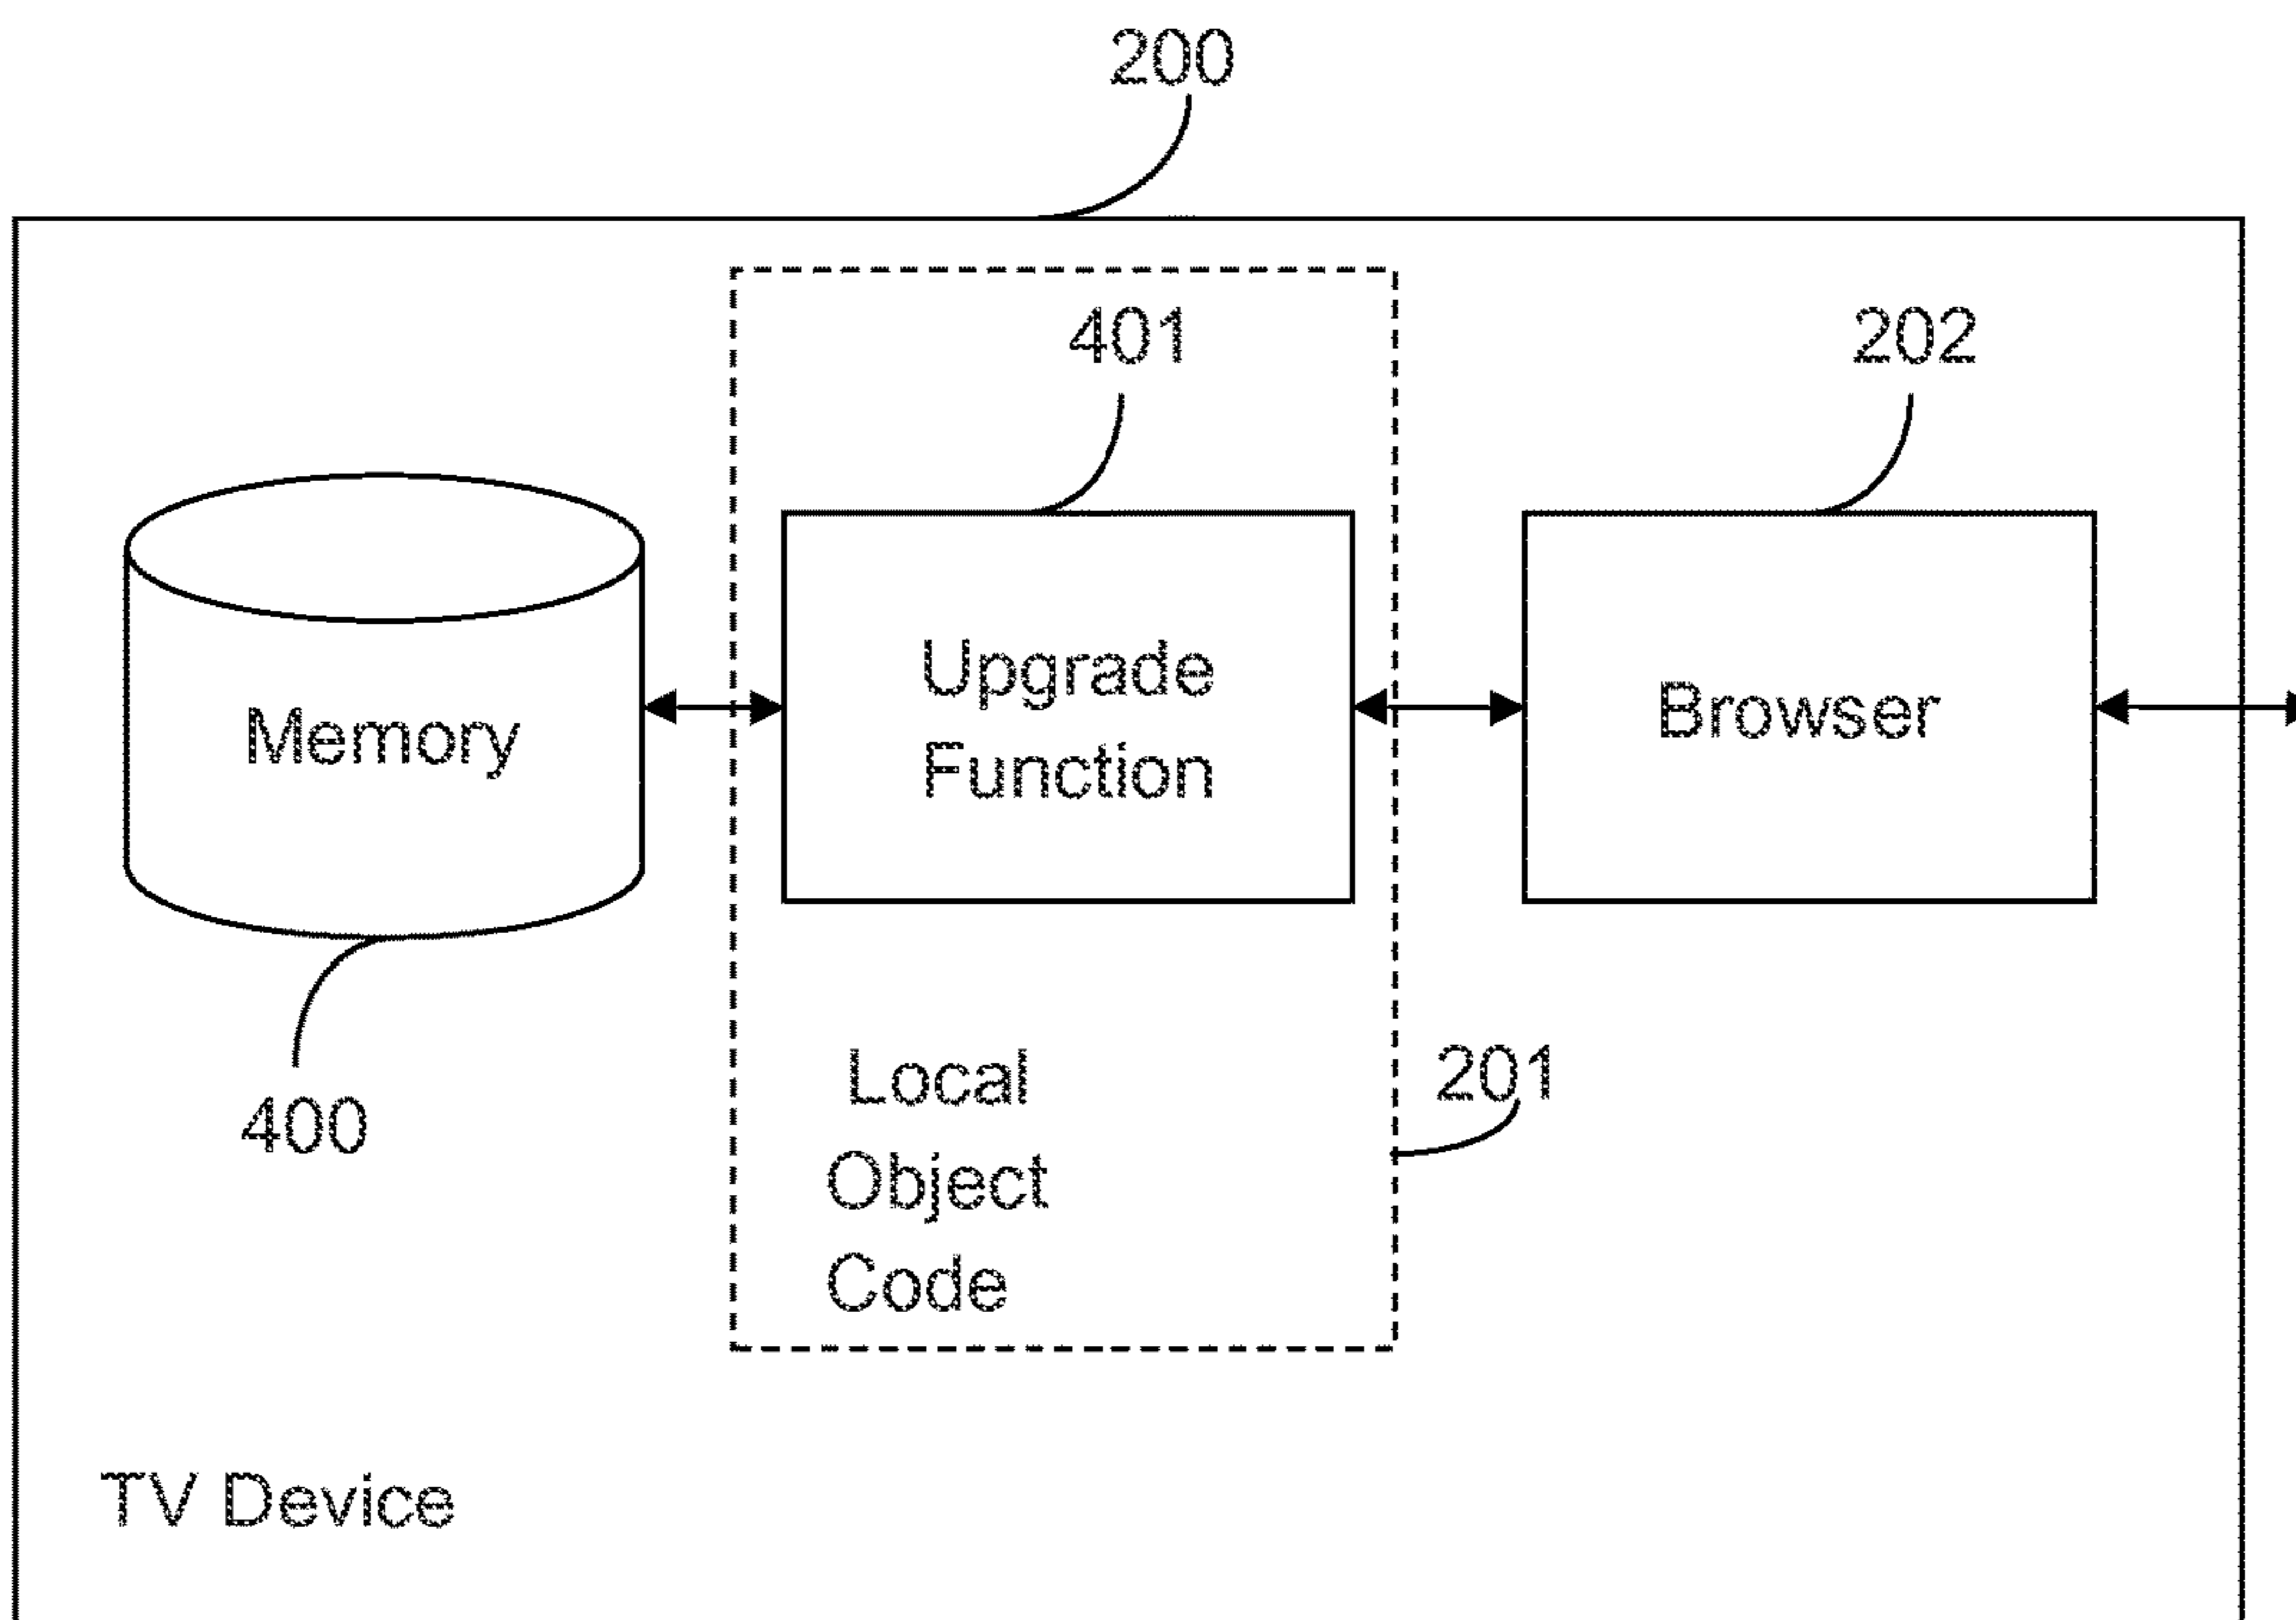 200
401
202
Upgrade
Function
Memory
Browser
Local
Object
Code
201
400
TV Device